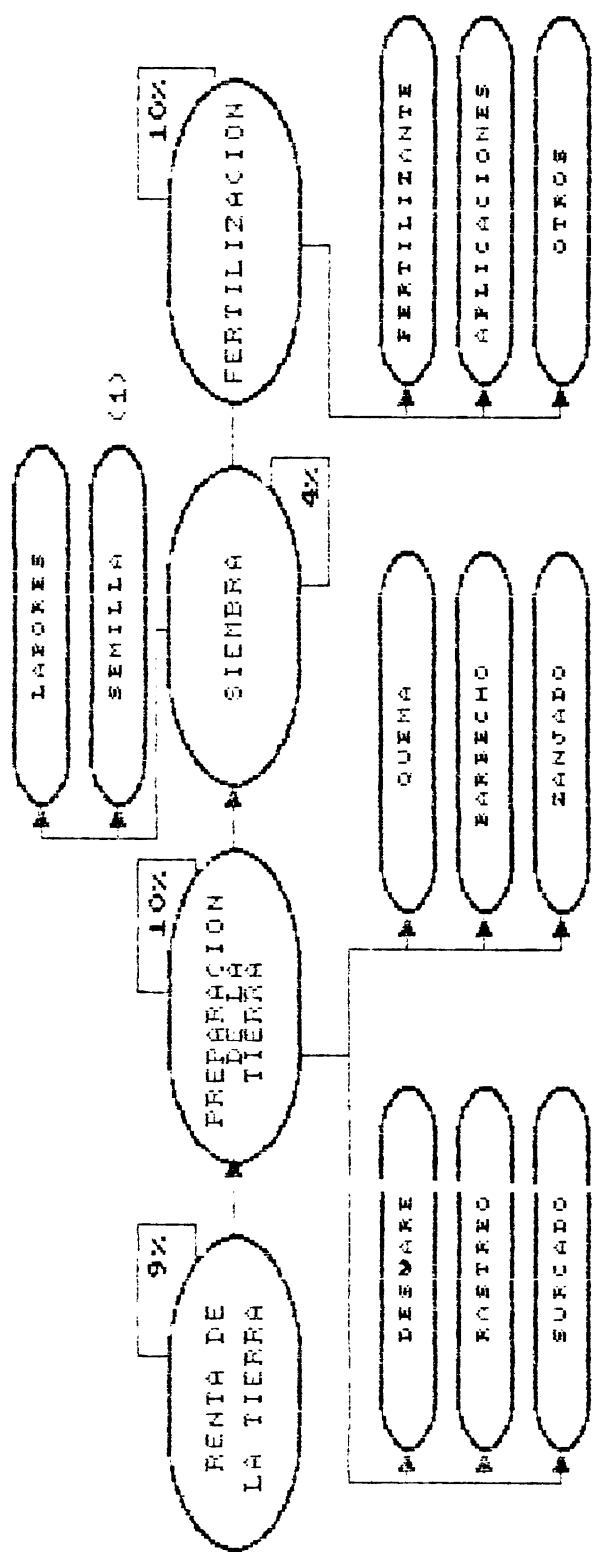 LABORES
SEMILLA
(1)
9%
10%
10%
RENTA DE
LA TIERRA
PREPARACION
DE LA
TIERRA
SIEMBRA
FERTILIZACION
4%
DESVARE
RASTREO
SURCADO
QUEMA
BARBECHO
ZANJADO
FERTILIZANTE
APLICACIONES
OTROS